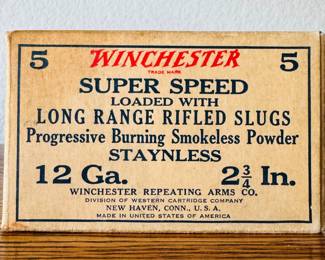 5 WINCHESTER 5
TRADE MARK
SUPER SPEED
LOADED WITH
LONG RANGE RIFLED SLUGS
Progressive Burning Smokeless Powder
STAYNLESS
12 Ga. 2 3/4 In.
WINCHESTER REPEATING ARMS CO.
DIVISION OF WESTERN CARTRIDGE COMPANY
NEW HAVEN, CONN., U.S.A.
MADE IN UNITED STATES OF AMERICA